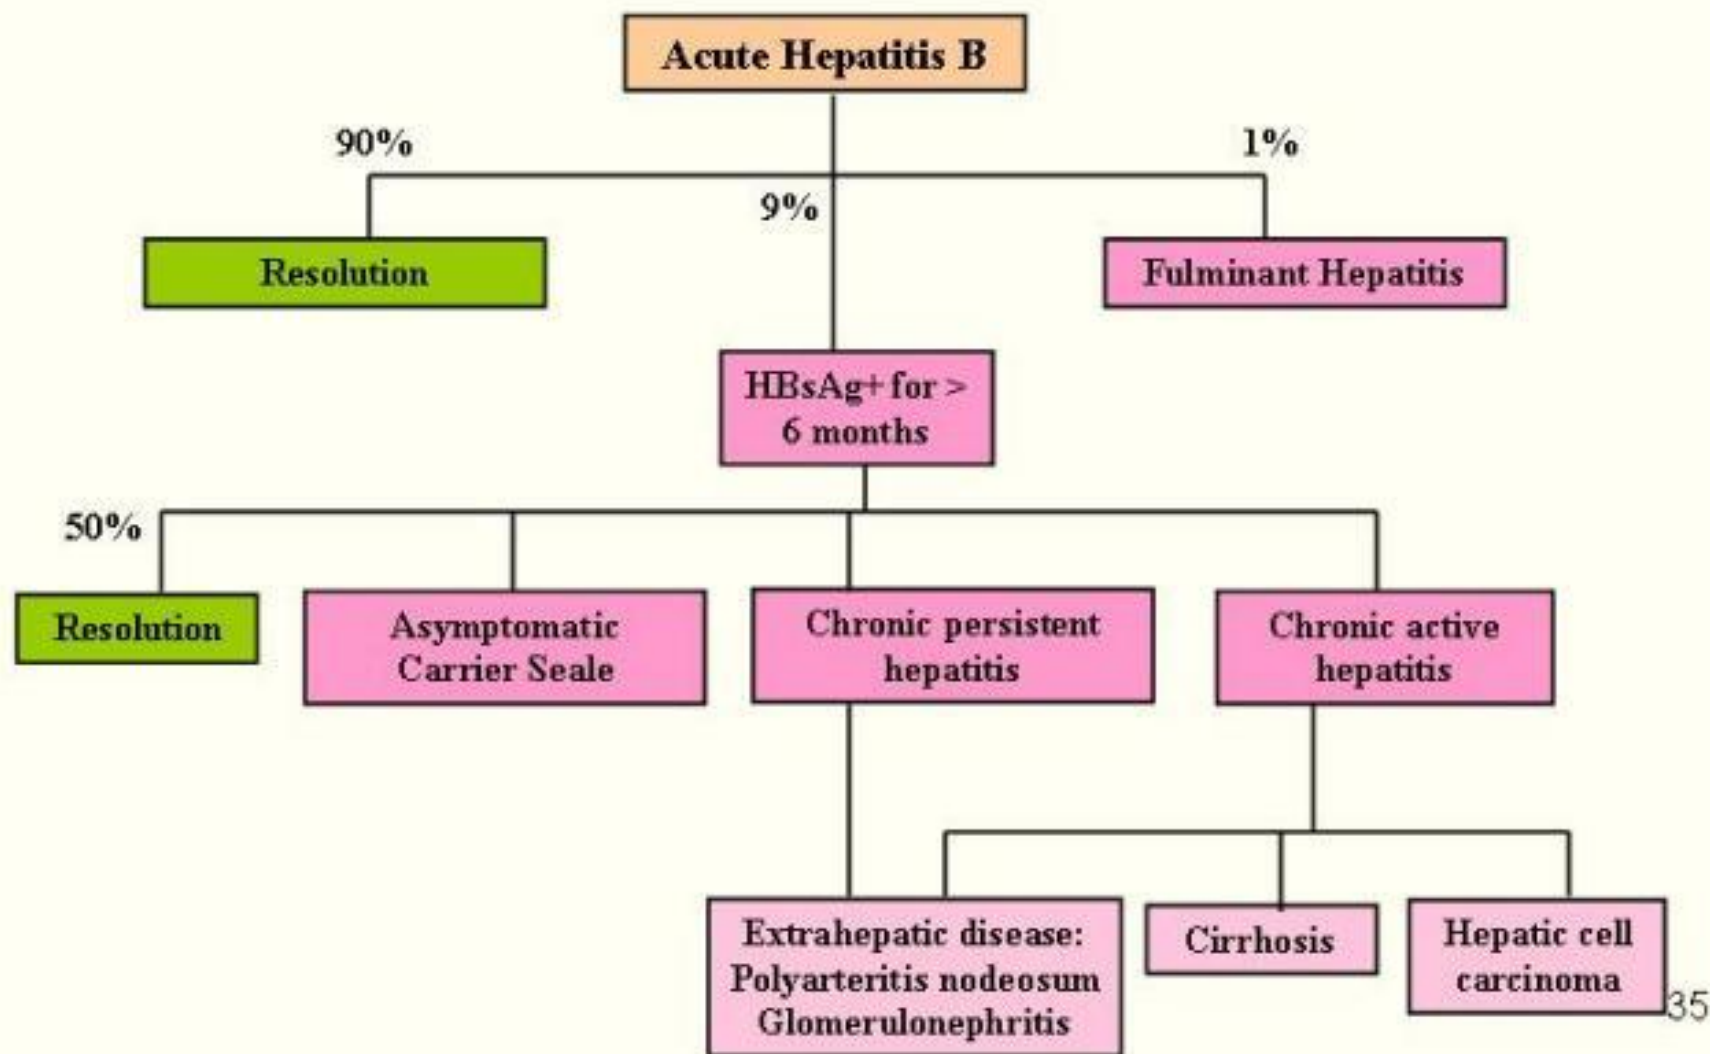 Acute Hepatitis B
90%
1%
9%
Resolution
Fulminant Hepatitis
HBsAg+ for >
6 months
50%
Resolution
Asymptomatic
Carrier Seale
Chronic persistent
hepatitis
Chronic active
hepatitis
Extrahepatic disease:
Polyarteritis nodeosum
Glomerulonephritis
Cirrhosis
Hepatic cell
carcinoma
35